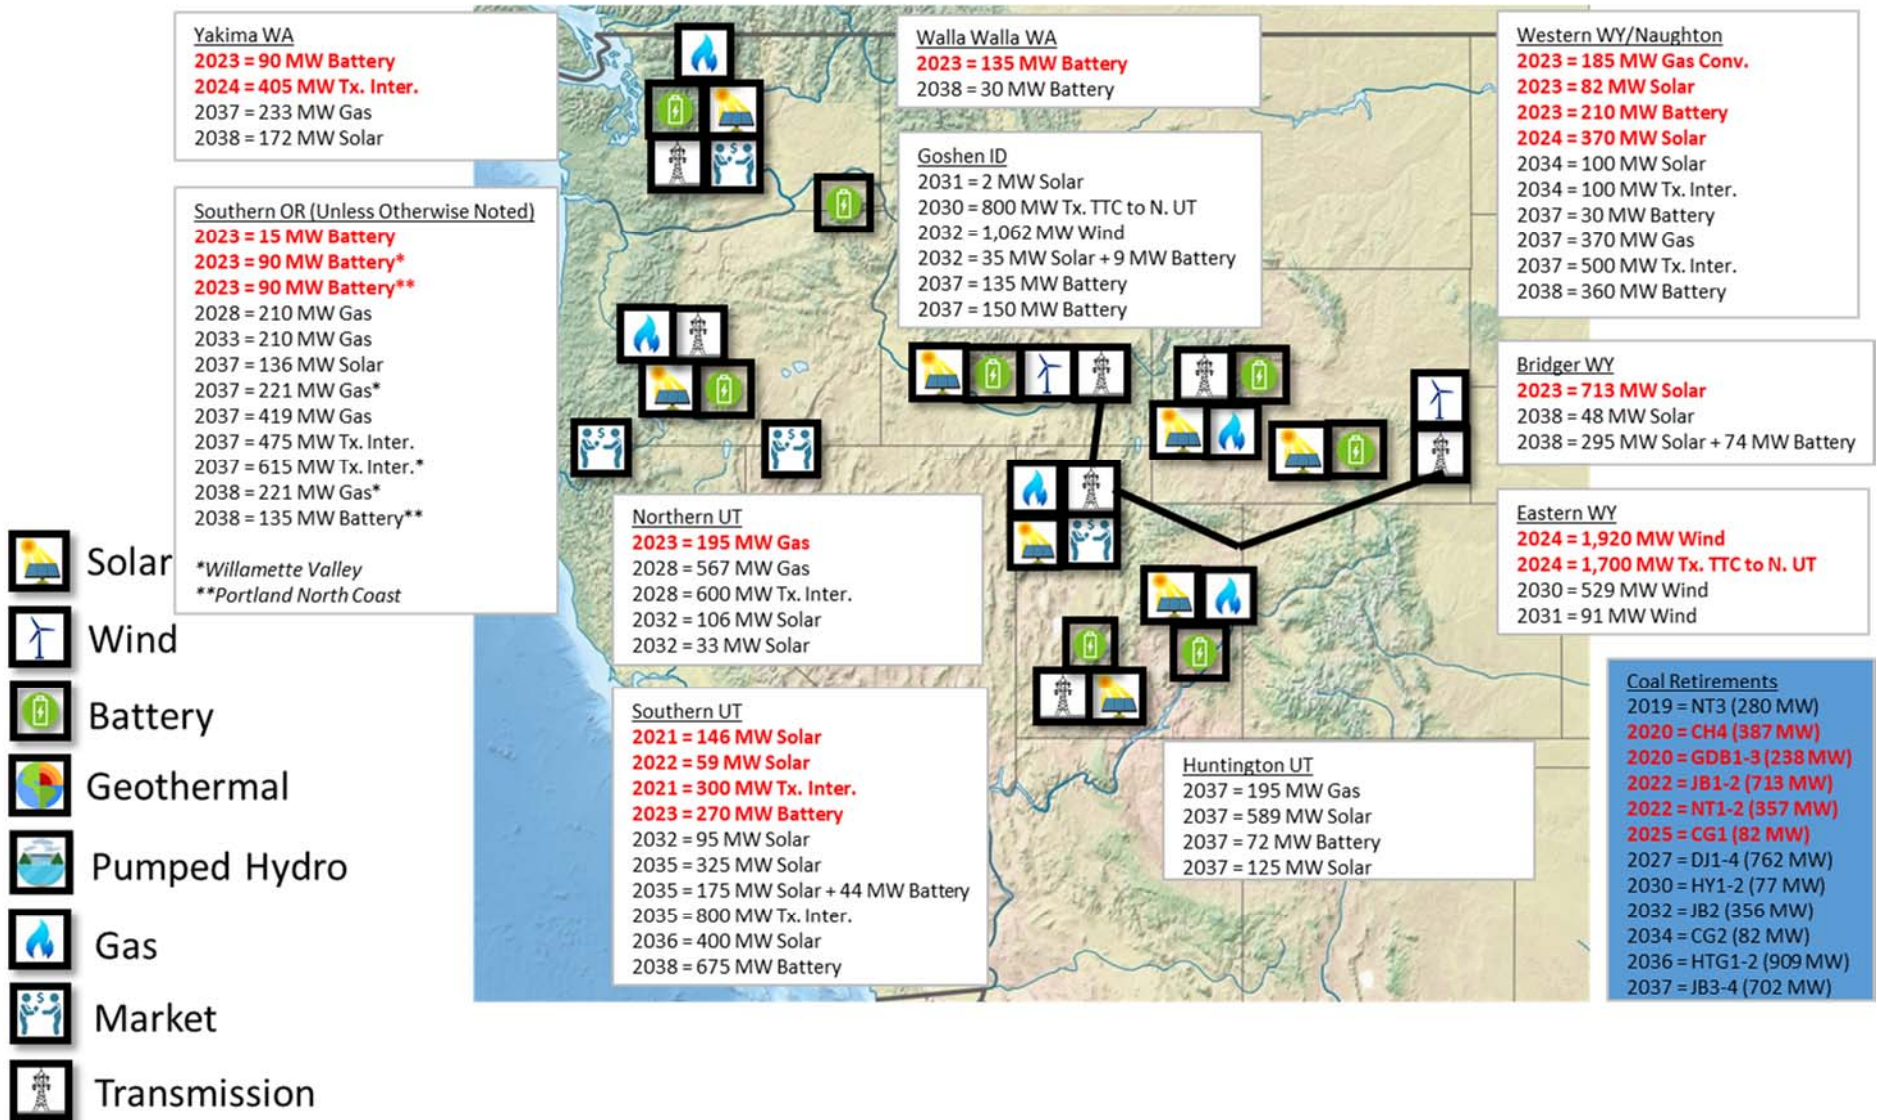 Yakima WA
2023 = 90 MW Battery
2024 = 405 MW Tx. Inter.
2037 = 233 MW Gas
2038 = 172 MW Solar
Walla Walla WA
2023 = 135 MW Battery
2038 = 30 MW Battery
Western WY/Naughton
2023 = 185 MW Gas Conv.
2023 = 82 MW Solar
2023 = 210 MW Battery
2024 = 370 MW Solar
2034 = 100 MW Solar
2034 = 100 MW Tx. Inter.
2037 = 30 MW Battery
2037 = 370 MW Gas
2037 = 500 MW Tx. Inter.
2038 = 360 MW Battery
Goshen ID
2031 = 2 MW Solar
2030 = 800 MW Tx. TTC to N. UT
2032 = 1,062 MW Wind
2032 = 35 MW Solar + 9 MW Battery
2037 = 135 MW Battery
2037 = 150 MW Battery
Southern OR (Unless Otherwise Noted)
2023 = 15 MW Battery
2023 = 90 MW Battery*
2023 = 90 MW Battery**
2028 = 210 MW Gas
2033 = 210 MW Gas
2037 = 136 MW Solar
2037 = 221 MW Gas*
2037 = 419 MW Gas
2037 = 475 MW Tx. Inter.
2037 = 615 MW Tx. Inter.*
2038 = 221 MW Gas*
2038 = 135 MW Battery**
*Willamette Valley
**Portland North Coast
Bridger WY
2023 = 713 MW Solar
2038 = 48 MW Solar
2038 = 295 MW Solar + 74 MW Battery
Northern UT
2023 = 195 MW Gas
2028 = 567 MW Gas
2028 = 600 MW Tx. Inter.
2032 = 106 MW Solar
2032 = 33 MW Solar
Eastern WY
2024 = 1,920 MW Wind
2024 = 1,700 MW Tx. TTC to N. UT
2030 = 529 MW Wind
2031 = 91 MW Wind
Southern UT
2021 = 146 MW Solar
2022 = 59 MW Solar
2021 = 300 MW Tx. Inter.
2023 = 270 MW Battery
2032 = 95 MW Solar
2035 = 325 MW Solar
2035 = 175 MW Solar + 44 MW Battery
2035 = 800 MW Tx. Inter.
2036 = 400 MW Solar
2038 = 675 MW Battery
Huntington UT
2037 = 195 MW Gas
2037 = 589 MW Solar
2037 = 72 MW Battery
2037 = 125 MW Solar
Coal Retirements
2019 = NT3 (280 MW)
2020 = CH4 (387 MW)
2020 = GDB1-3 (238 MW)
2022 = JB1-2 (713 MW)
2022 = NT1-2 (357 MW)
2025 = CG1 (82 MW)
2027 = DJ1-4 (762 MW)
2030 = HY1-2 (77 MW)
2032 = JB2 (356 MW)
2034 = CG2 (82 MW)
2036 = HTG1-2 (909 MW)
2037 = JB3-4 (702 MW)
Solar
Wind
Battery
Geothermal
Pumped Hydro
Gas
Market
Transmission